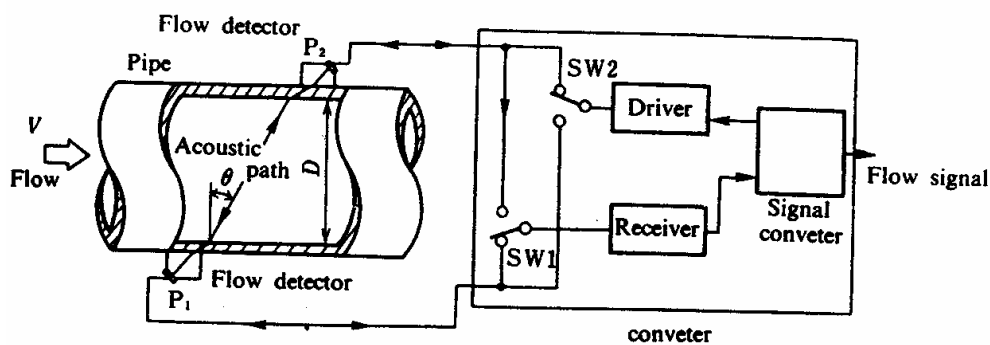 Flow detector
P2
Pipe
SW2
Driver
V
Flow
Acoustic
path
θ
D
Flow signal
Signal
conveter
Receiver
SW1
Flow detector
P1
conveter